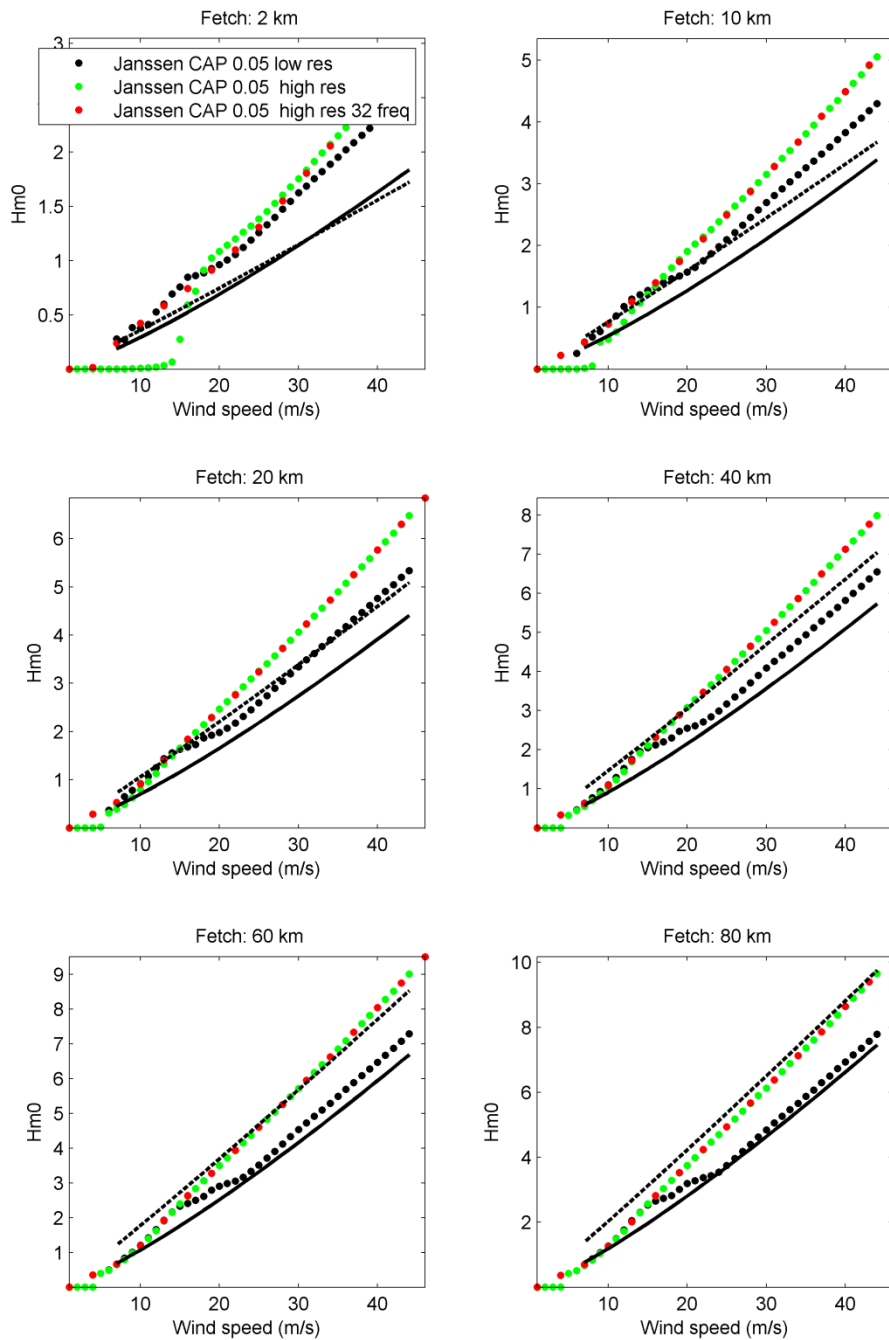 Fetch: 2 km
3
2
1.5
1
0.5
Hm0
10 20 30 40
Wind speed (m/s)
Janssen CAP 0.05 low res
Janssen CAP 0.05 high res
Janssen CAP 0.05 high res 32 freq
Fetch: 10 km
5
4
3
2
1
Hm0
10 20 30 40
Wind speed (m/s)
Fetch: 20 km
6
5
4
3
2
1
Hm0
10 20 30 40
Wind speed (m/s)
Fetch: 40 km
8
7
6
5
4
3
2
1
Hm0
10 20 30 40
Wind speed (m/s)
Fetch: 60 km
9
8
7
6
5
4
3
2
1
Hm0
10 20 30 40
Wind speed (m/s)
Fetch: 80 km
10
8
6
4
2
Hm0
10 20 30 40
Wind speed (m/s)